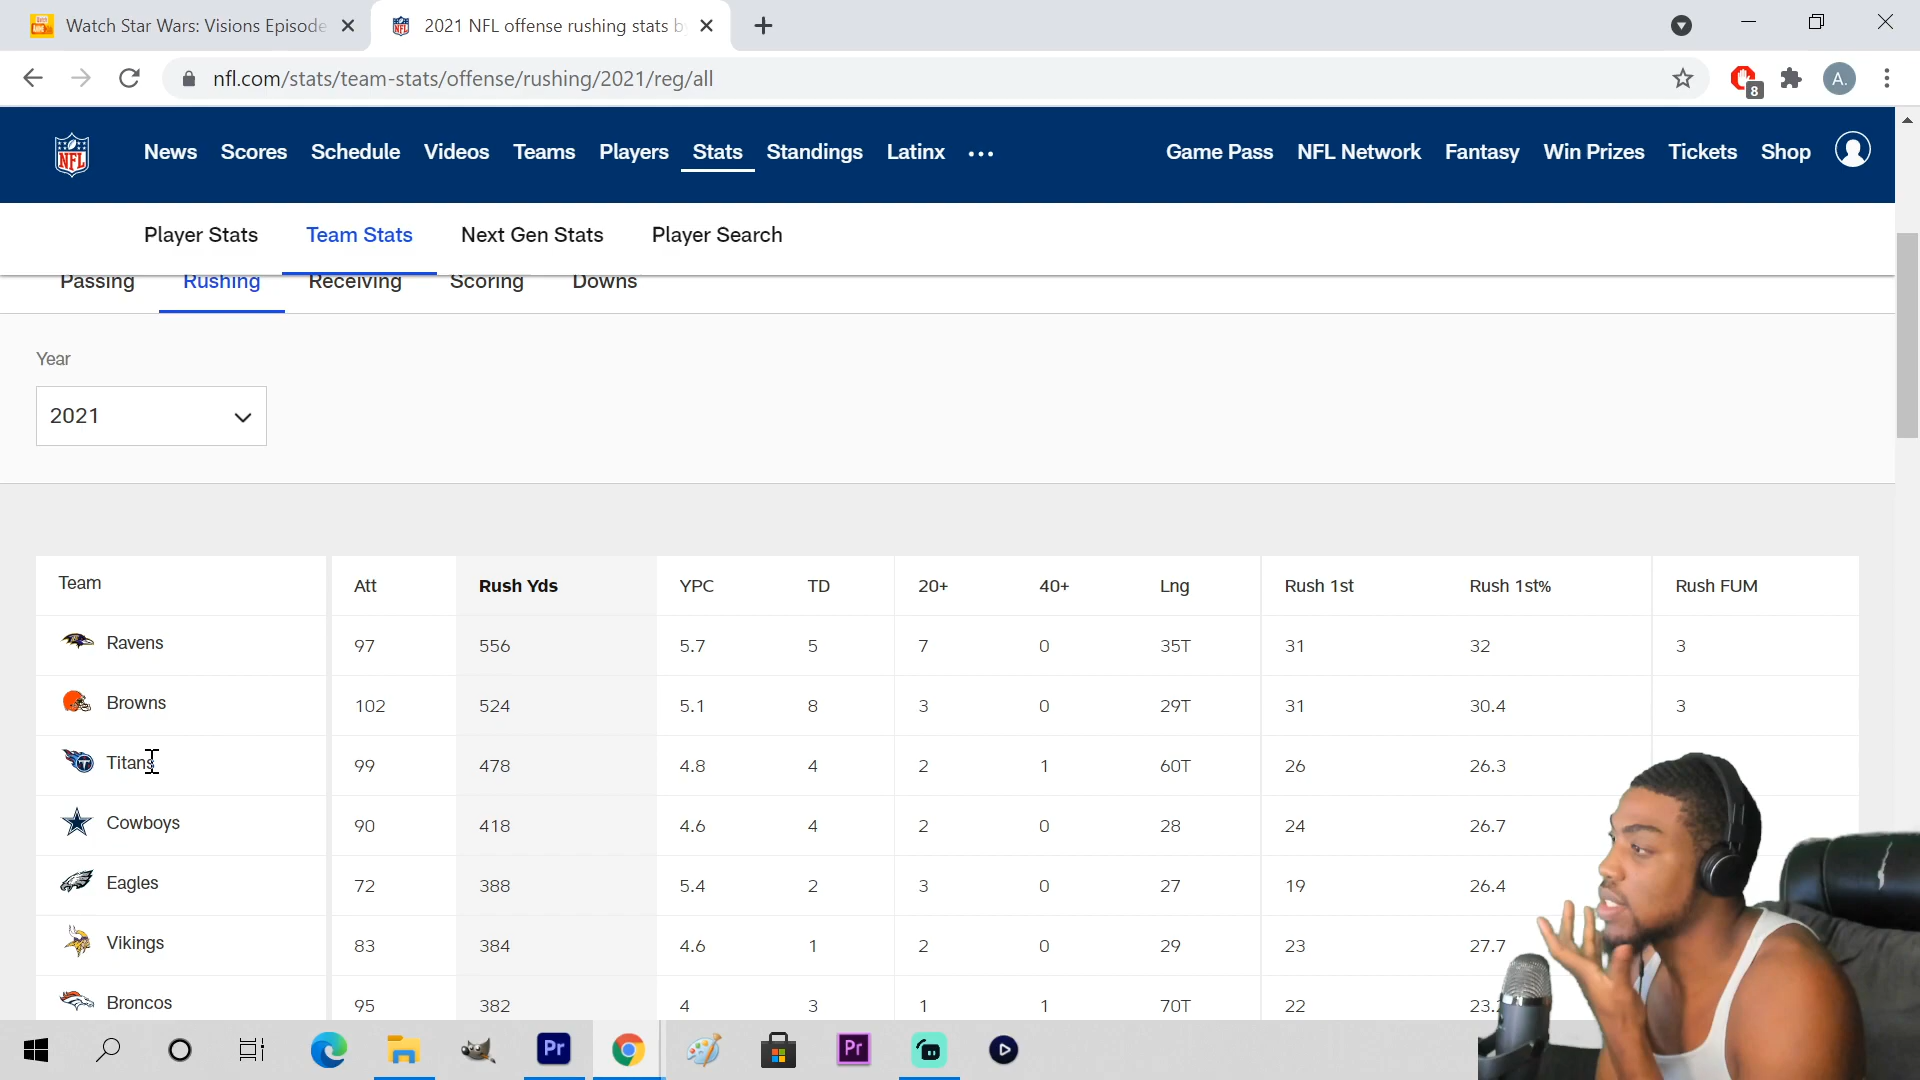 Watch Star Wars: Visions Episode
2021 NFL offense rushing stats b
nfl.com/stats/team-stats/offense/rushing/2021/reg/all
8
A.
NFL
News Scores Schedule Videos Teams Players Stats Standings Latinx ...
Game Pass NFL Network Fantasy Win Prizes Tickets Shop
Player Stats Team Stats Next Gen Stats Player Search
Passing Rushing Receiving Scoring Downs
Year
2021
Team Att Rush Yds YPC TD 20+ 40+ Lng Rush 1st Rush 1st% Rush FUM
Ravens 97 556 5.7 5 7 0 35T 31 32 3
Browns 102 524 5.1 8 3 0 29T 31 30.4 3
Titans 99 478 4.8 4 2 1 60T 26 26.3
Cowboys 90 418 4.6 4 2 0 28 24 26.7
Eagles 72 388 5.4 2 3 0 27 19 26.4
Vikings 83 384 4.6 1 2 0 29 23 27.7
Broncos 95 382 4 3 1 1 70T 22 23.
Pr
Pr